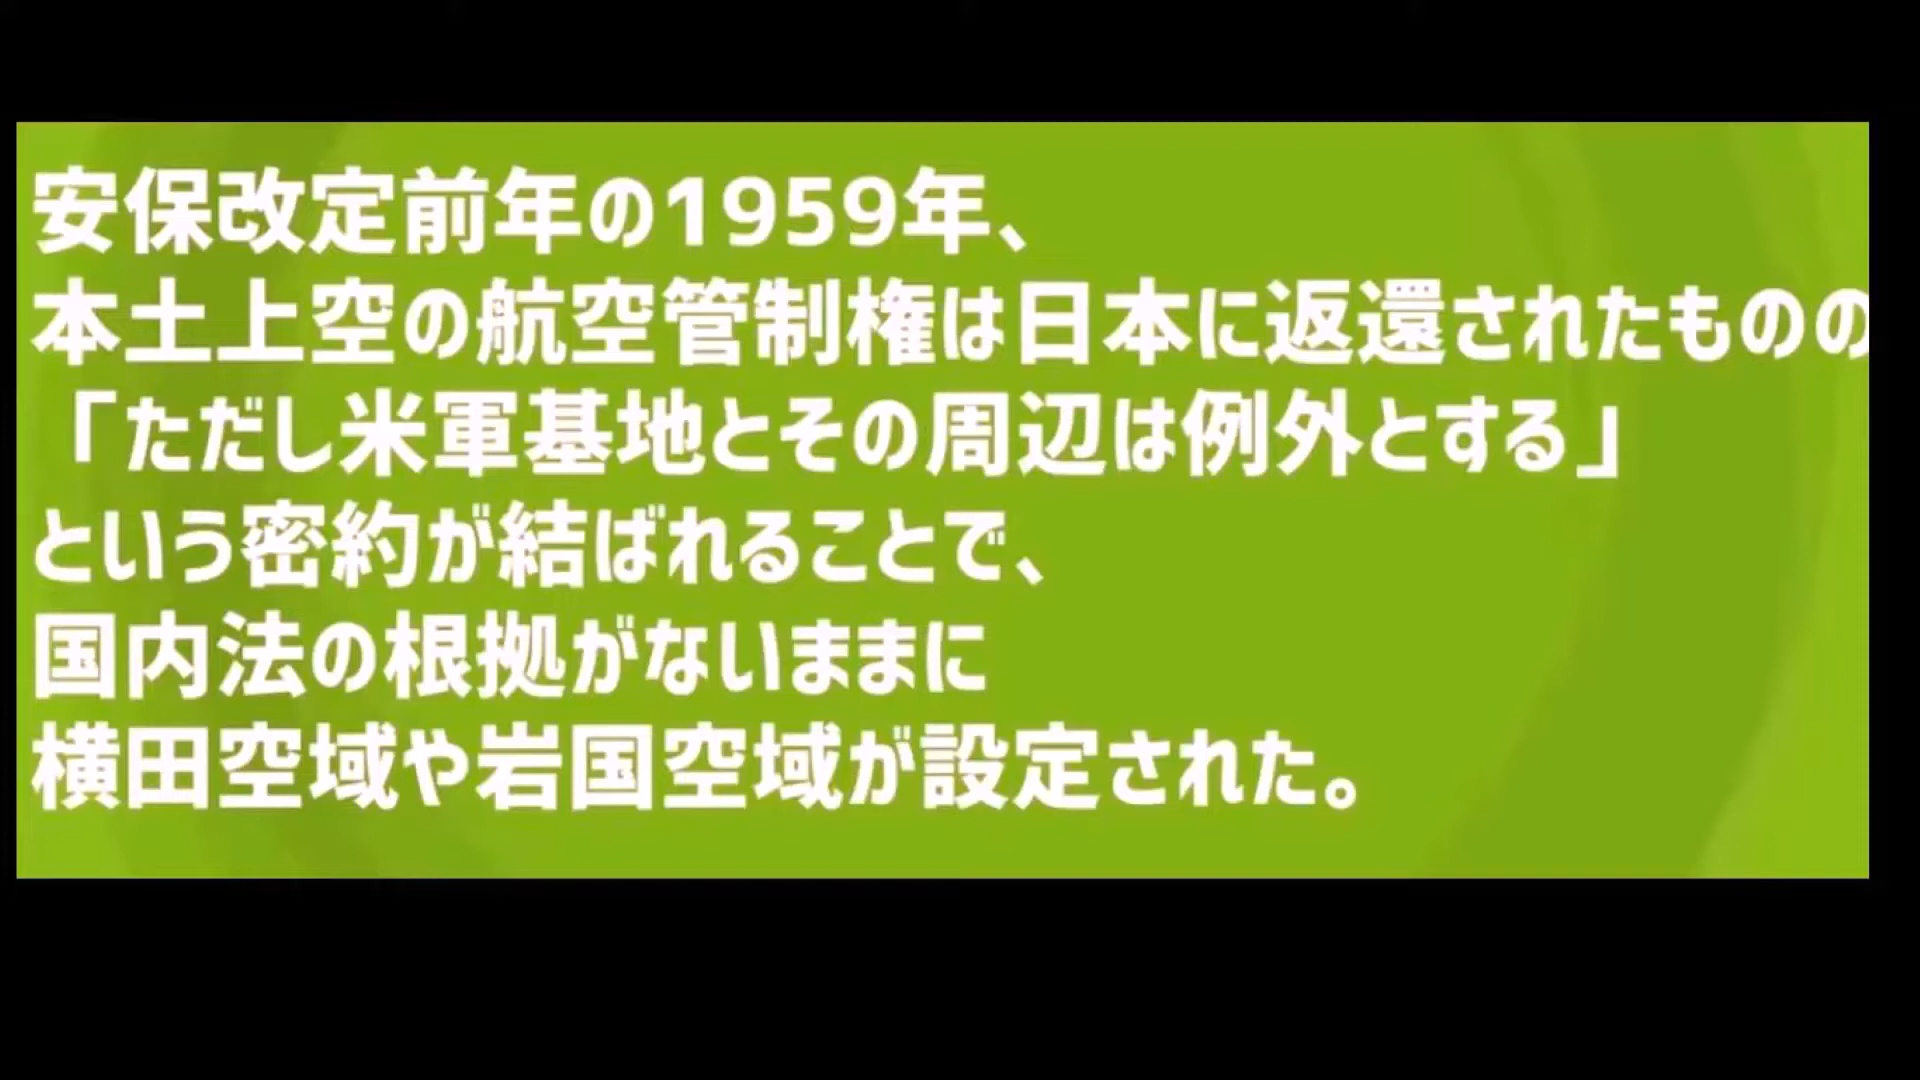 安保改定前年の1959年、
本土上空の航空管制権は日本に返還されたものの
「ただし米軍基地とその周辺は例外とする」
という密約が結ばれることで、
国内法の根拠がないままに
横田空域や岩国空域が設定された。